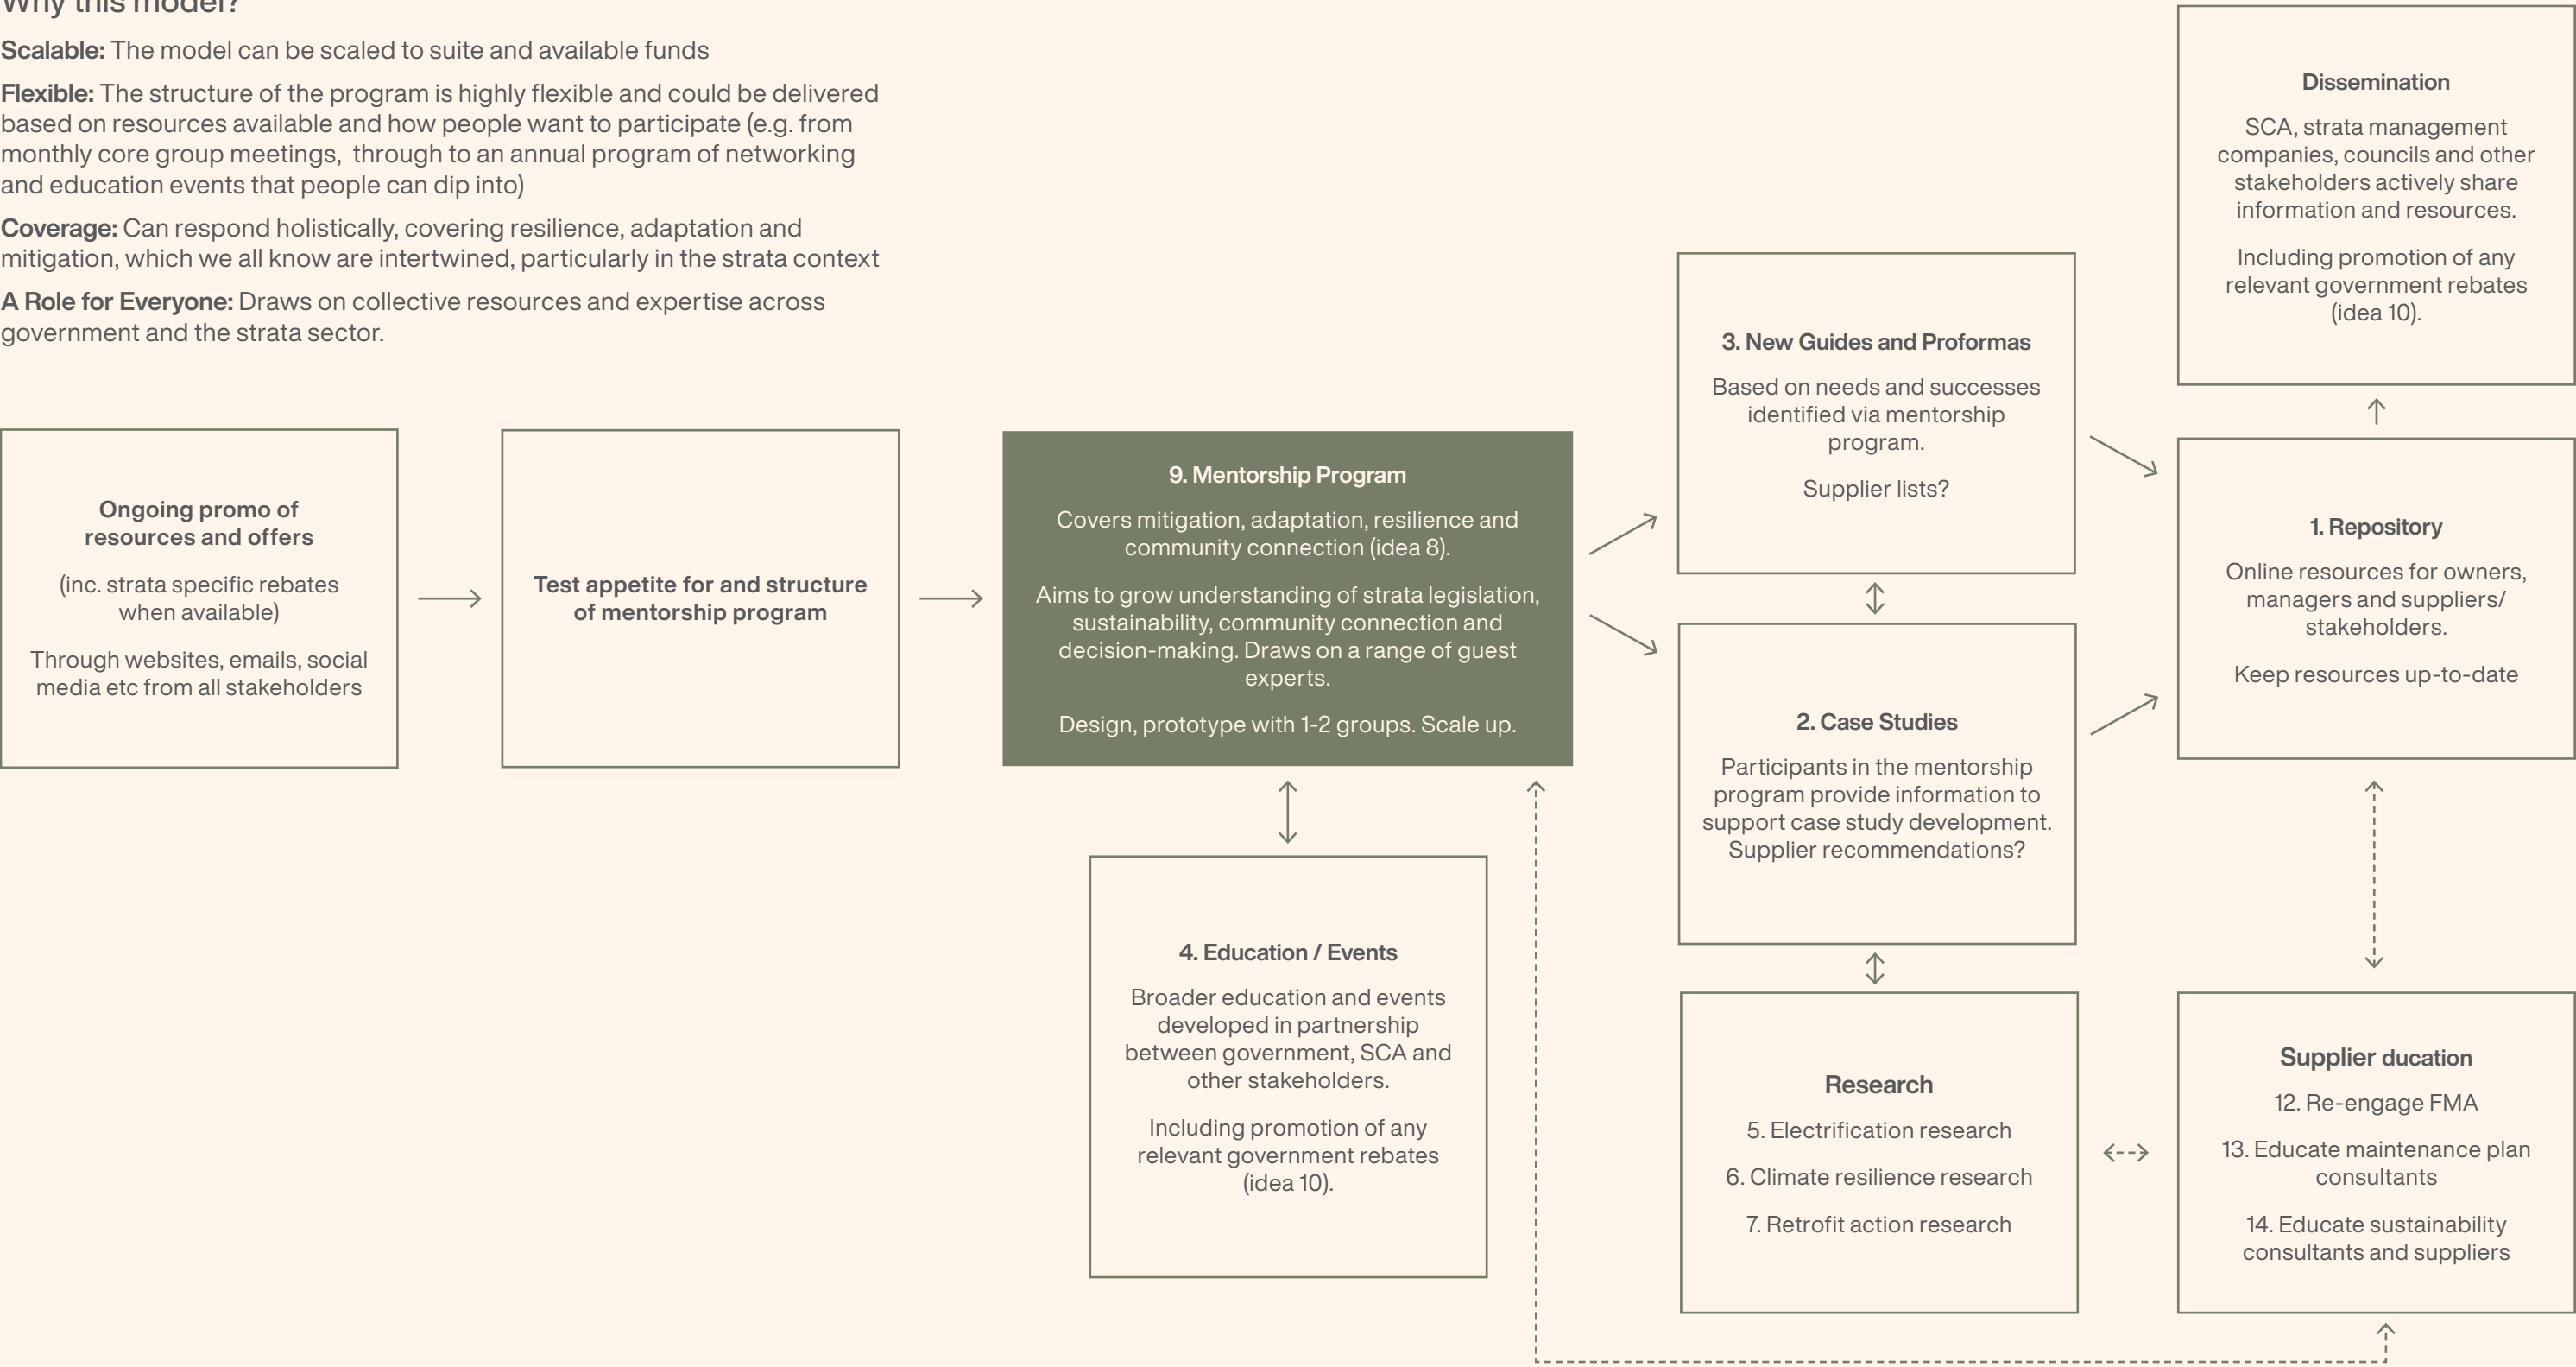 Why this model?
Scalable: The model can be scaled to suite and available funds
Flexible: The structure of the program is highly flexible and could be delivered
based on resources available and how people want to participate (e.g. from
monthly core group meetings,  through to an annual program of networking
and education events that people can dip into)
Coverage: Can respond holistically, covering resilience, adaptation and
mitigation, which we all know are intertwined, particularly in the strata context
A Role for Everyone: Draws on collective resources and expertise across
government and the strata sector.
Ongoing promo of
resources and offers
(inc. strata specific rebates
when available)
Through websites, emails, social
media etc from all stakeholders
Test appetite for and structure
of mentorship program
9. Mentorship Program
Covers mitigation, adaptation, resilience and
community connection (idea 8).
Aims to grow understanding of strata legislation,
sustainability, community connection and
decision-making. Draws on a range of guest
experts.
Design, prototype with 1-2 groups. Scale up.
4. Education / Events
Broader education and events
developed in partnership
between government, SCA and
other stakeholders.
Including promotion of any
relevant government rebates
(idea 10).
3. New Guides and Proformas
Based on needs and successes
identified via mentorship
program.
Supplier lists?
2. Case Studies
Participants in the mentorship
program provide information to
support case study development.
Supplier recommendations?
Research
5. Electrification research
6. Climate resilience research
7. Retrofit action research
Dissemination
SCA, strata management
companies, councils and other
stakeholders actively share
information and resources.
Including promotion of any
relevant government rebates
(idea 10).
1. Repository
Online resources for owners,
managers and suppliers/
stakeholders.
Keep resources up-to-date
Supplier ducation
12. Re-engage FMA
13. Educate maintenance plan
consultants
14. Educate sustainability
consultants and suppliers